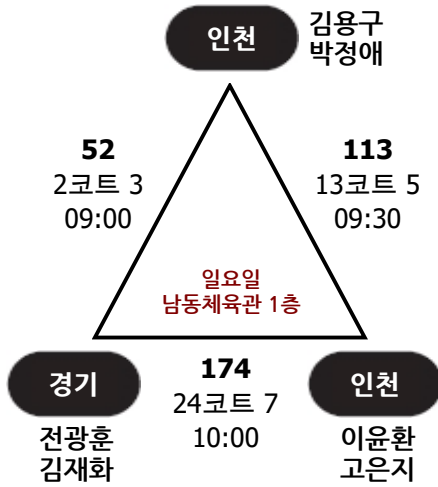 인천
김용구
박정애
52
2코트 3
09:00
113
13코트 5
09:30
일요일
남동체육관 1층
경기
전광훈
김재화
174
24코트 7
10:00
인천
이윤환
고은지